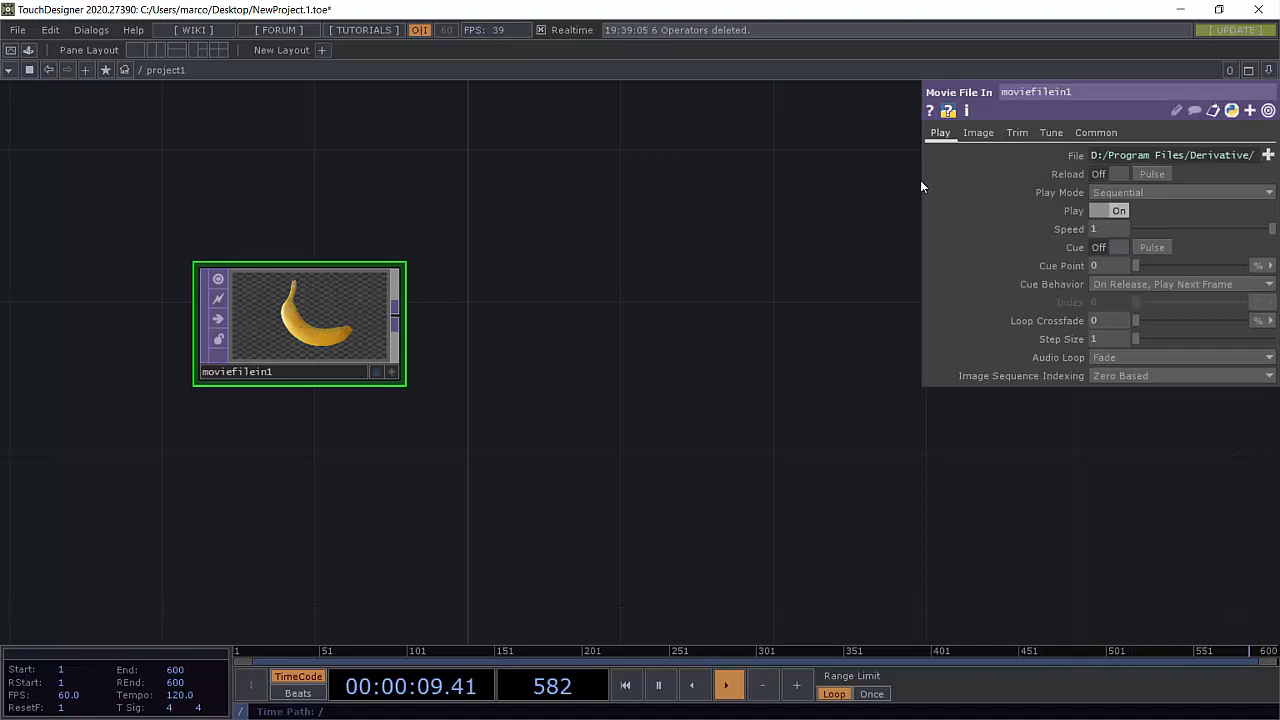 TouchDesigner 2020.27390: C:/Users/marco/Desktop/NewProject.1.toe*
File Edit Dialogs Help [ WIKI ] [ FORUM ] [ TUTORIALS ] O|I 60 FPS: 39 Realtime 19:39:05 6 Operators deleted. [ UPDATE ]
Pane Layout New Layout +
/ project1 0
Movie File In moviefilein1
? ? i
Play Image Trim Tune Common
File D:/Program Files/Derivative/
Reload Off Pulse
Play Mode Sequential
Play On
Speed 1
Cue Off Pulse
Cue Point 0 %
Cue Behavior On Release, Play Next Frame
Index 0
Loop Crossfade 0 %
Step Size 1
Audio Loop Fade
Image Sequence Indexing Zero Based
moviefilein1
1 51 101 151 201 251 301 351 401 451 501 551 600
Start: 1 End: 600
RStart: 1 REnd: 600
FPS: 60.0 Tempo: 120.0
ResetF: 1 T Sig: 4 4
TimeCode
Beats
00:00:09.41 582
Range Limit
Loop Once
/ Time Path: /